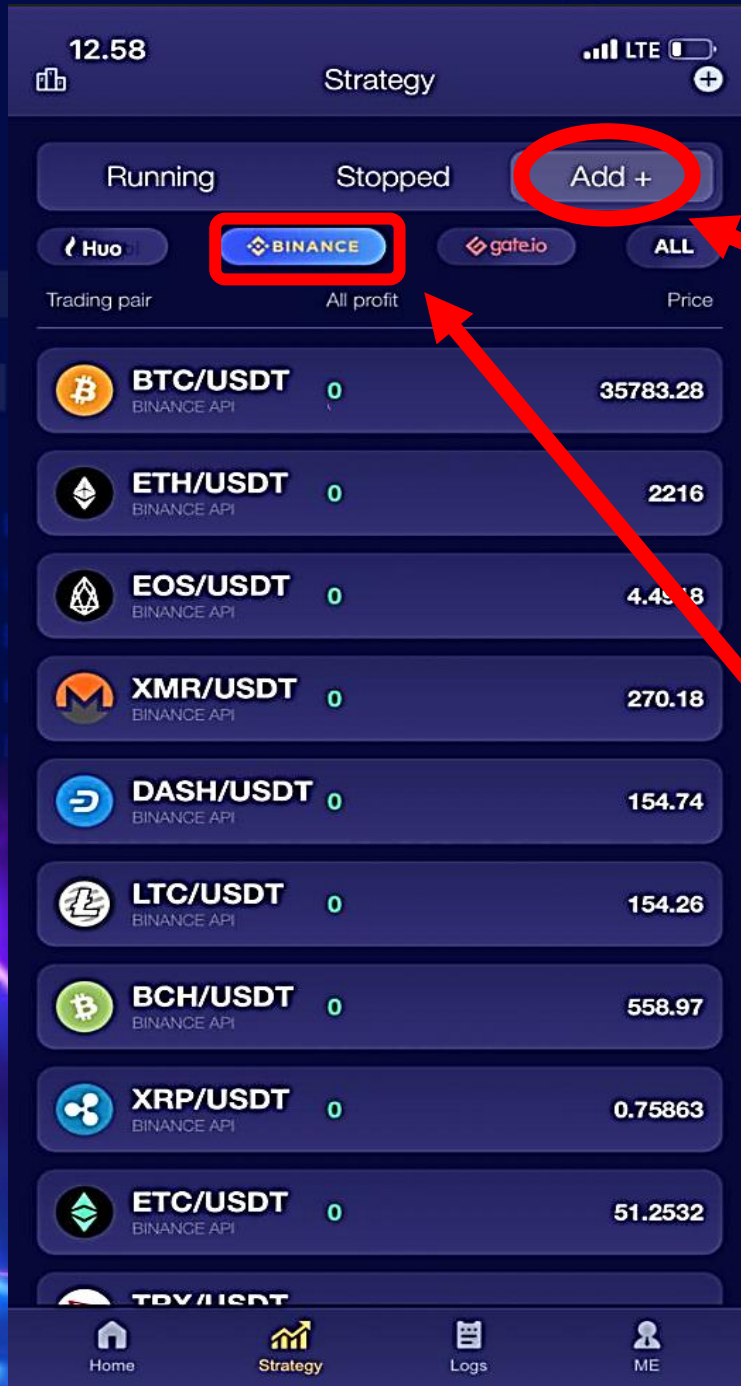 12.58
LTE
Strategy
Running Stopped Add +
Huobi BINANCE gate.io ALL
Trading pair All profit Price
BTC/USDT 0 35783.28
BINANCE API
ETH/USDT 0 2216
BINANCE API
EOS/USDT 0
BINANCE API
XMR/USDT 0 270.18
BINANCE API
DASH/USDT 0 154.74
BINANCE API
LTC/USDT 0 154.26
BINANCE API
BCH/USDT 0 558.97
BINANCE API
XRP/USDT 0 0.75863
BINANCE API
ETC/USDT 0 51.2532
BINANCE API
TRX/USDT
Home Strategy Logs ME